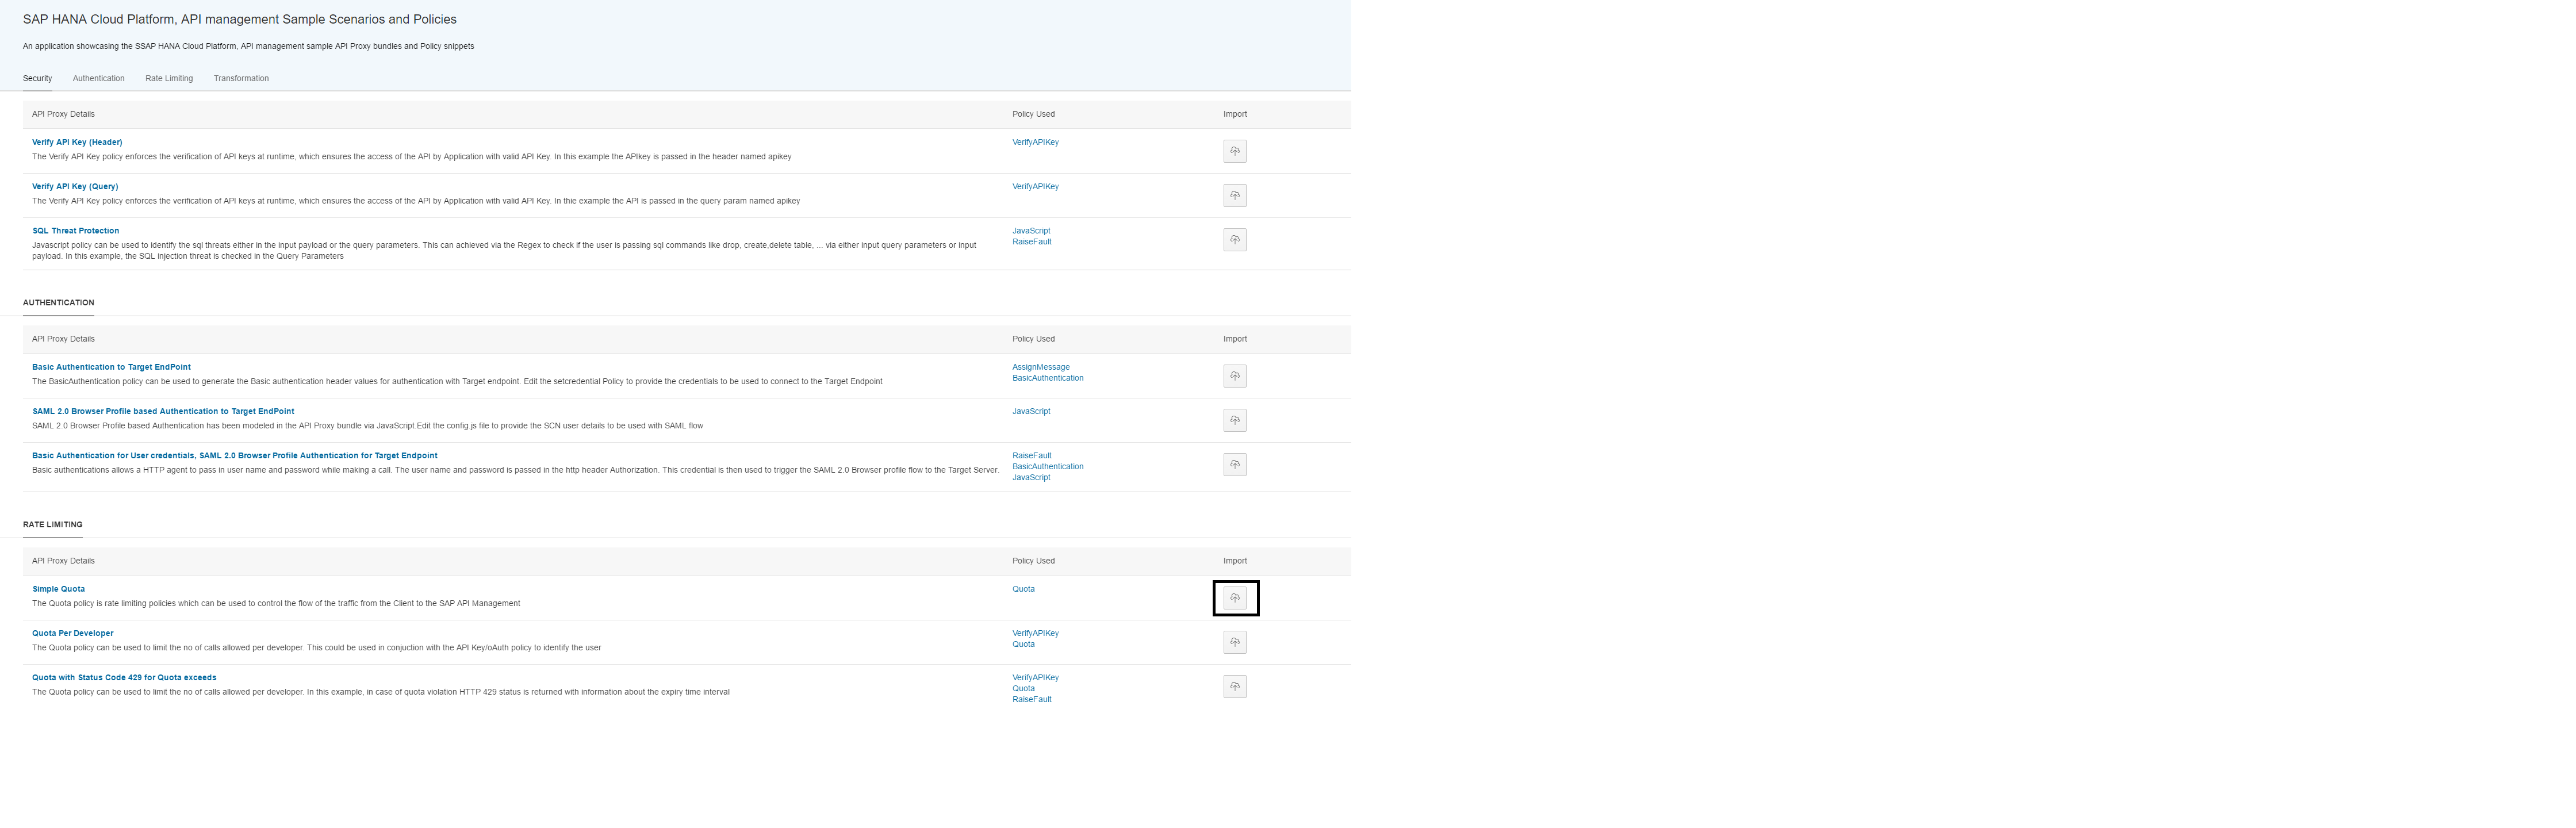 SAP HANA Cloud Platform, API management Sample Scenarios and Policies
An application showcasing the SSAP HANA Cloud Platform, API management sample API Proxy bundles and Policy snippets
Security Authentication Rate Limiting Transformation
API Proxy Details Policy Used Import
Verify API Key (Header) VerifyAPIKey
The Verify API Key policy enforces the verification of API keys at runtime, which ensures the access of the API by Application with valid API Key. In this example the APIkey is passed in the header named apikey
Verify API Key (Query) VerifyAPIKey
The Verify API Key policy enforces the verification of API keys at runtime, which ensures the access of the API by Application with valid API Key. In thie example the API is passed in the query param named apikey
SQL Threat Protection JavaScript
RaiseFault
Javascript policy can be used to identify the sql threats either in the input payload or the query parameters. This can achieved via the Regex to check if the user is passing sql commands like drop, create,delete table, ... via either input query parameters or input
payload. In this example, the SQL injection threat is checked in the Query Parameters
AUTHENTICATION
API Proxy Details Policy Used Import
Basic Authentication to Target EndPoint AssignMessage
BasicAuthentication
The BasicAuthentication policy can be used to generate the Basic authentication header values for authentication with Target endpoint. Edit the setcredential Policy to provide the credentials to be used to connect to the Target Endpoint
SAML 2.0 Browser Profile based Authentication to Target EndPoint JavaScript
SAML 2.0 Browser Profile based Authentication has been modeled in the API Proxy bundle via JavaScript.Edit the config.js file to provide the SCN user details to be used with SAML flow
Basic Authentication for User credentials, SAML 2.0 Browser Profile Authentication for Target Endpoint RaiseFault
BasicAuthentication
Basic authentications allows a HTTP agent to pass in user name and password while making a call. The user name and password is passed in the http header Authorization. This credential is then used to trigger the SAML 2.0 Browser profile flow to the Target Server.
JavaScript
RATE LIMITING
API Proxy Details Policy Used Import
Simple Quota Quota
The Quota policy is rate limiting policies which can be used to control the flow of the traffic from the Client to the SAP API Management
Quota Per Developer VerifyAPIKey
Quota
The Quota policy can be used to limit the no of calls allowed per developer. This could be used in conjuction with the API Key/oAuth policy to identify the user
Quota with Status Code 429 for Quota exceeds VerifyAPIKey
Quota
The Quota policy can be used to limit the no of calls allowed per developer. In this example, in case of quota violation HTTP 429 status is returned with information about the expiry time interval
RaiseFault